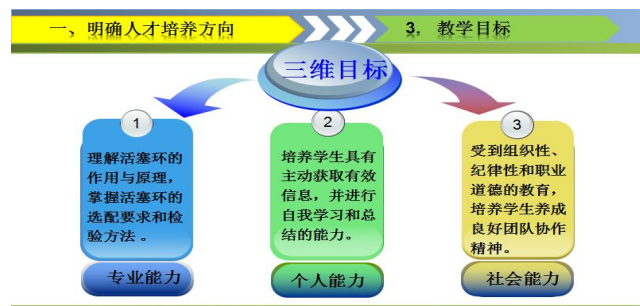 一、明确人才培养方向
3. 教学目标
三维目标
1
理解活塞环的
作用与原理,
掌握活塞环的
选配要求和检
验方法 。
专业能力
2
培养学生具有
主动获取有效
信息，并进行
自我学习和总
结的能力。
个人能力
3
受到组织性、
纪律性和职业
道德的教育，
培养学生养成
良好团队协作
精神。
社会能力